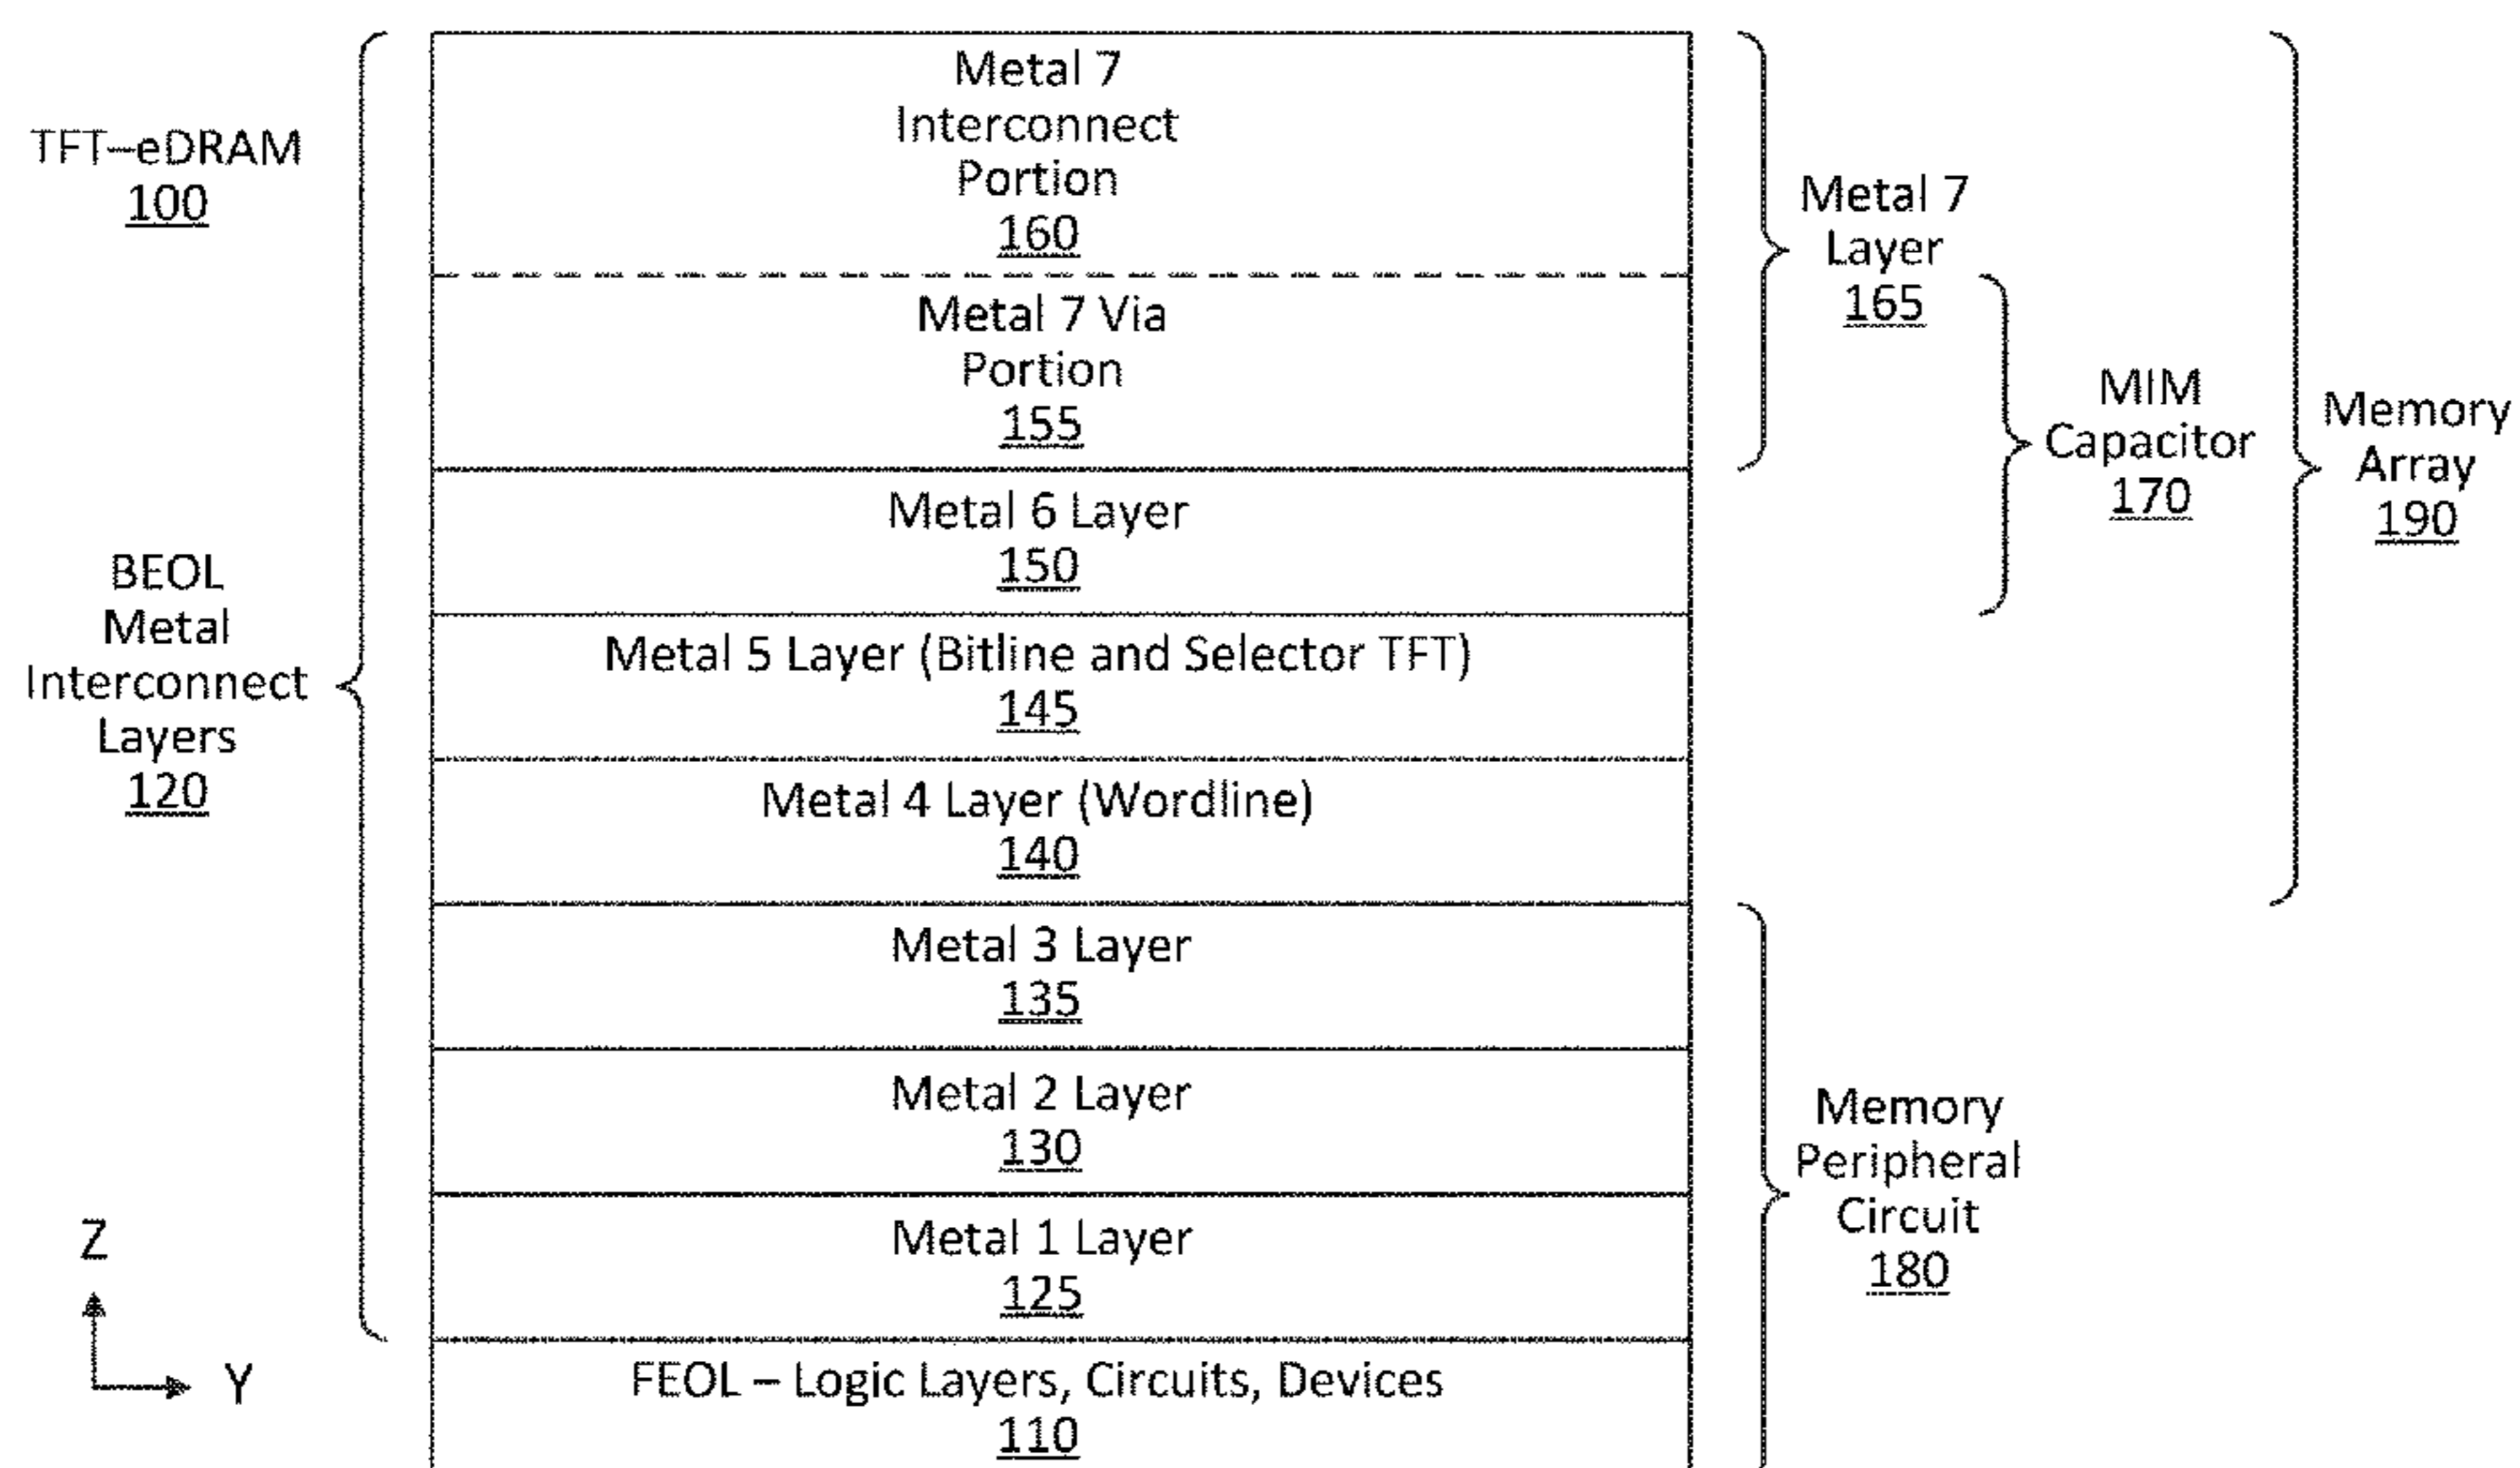 TFT-eDRAM
100
BEOL
Metal
Interconnect
Layers
120
Z
Y
Metal 7
Interconnect
Portion
160
Metal 7 Via
Portion
155
Metal 6 Layer
150
Metal 5 Layer (Bitline and Selector TFT)
145
Metal 4 Layer (Wordline)
140
Metal 3 Layer
135
Metal 2 Layer
130
Metal 1 Layer
125
FEOL – Logic Layers, Circuits, Devices
110
Metal 7
Layer
165
MIM
Capacitor
170
Memory
Array
190
Memory
Peripheral
Circuit
180